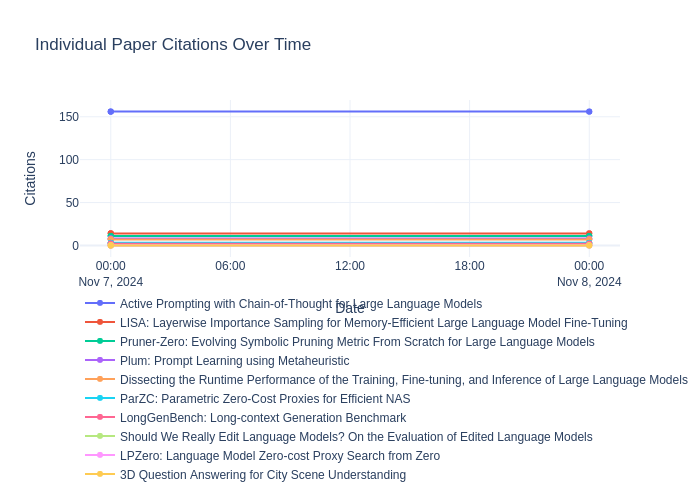 Individual Paper Citations Over Time
Citations
150
100
50
0
00:00
Nov 7, 2024
06:00
12:00
18:00
00:00
Nov 8, 2024
Date
Active Prompting with Chain-of-Thought for Large Language Models
LISA: Layerwise Importance Sampling for Memory-Efficient Large Language Model Fine-Tuning
Pruner-Zero: Evolving Symbolic Pruning Metric From Scratch for Large Language Models
Plum: Prompt Learning using Metaheuristic
Dissecting the Runtime Performance of the Training, Fine-tuning, and Inference of Large Language Models
ParZC: Parametric Zero-Cost Proxies for Efficient NAS
LongGenBench: Long-context Generation Benchmark
Should We Really Edit Language Models? On the Evaluation of Edited Language Models
LPZero: Language Model Zero-cost Proxy Search from Zero
3D Question Answering for City Scene Understanding